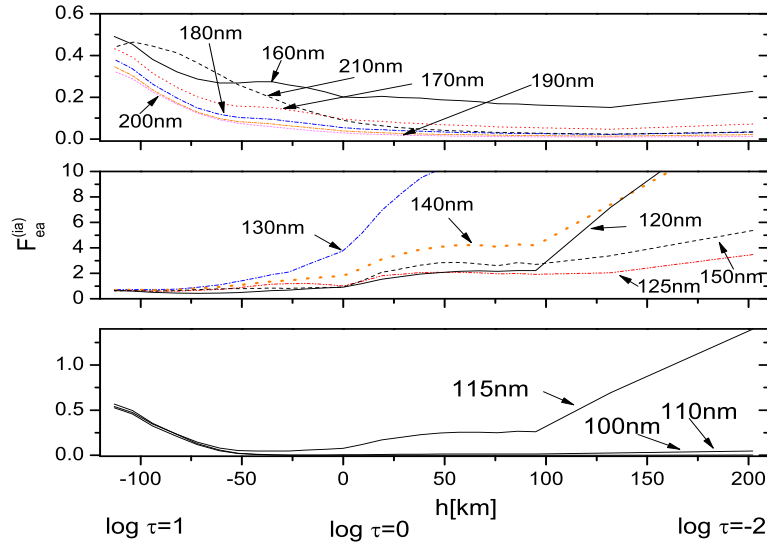 0.6
0.4
0.2
0.0
180nm
160nm
210nm
170nm
190nm
200nm
10
8
6
4
2
0
F_ea^(ia)
130nm
140nm
120nm
150nm
125nm
1.0
0.5
0.0
115nm
100nm
110nm
-100 -50 0 50 100 150 200
h[km]
log τ=1 log τ=0 log τ=-2